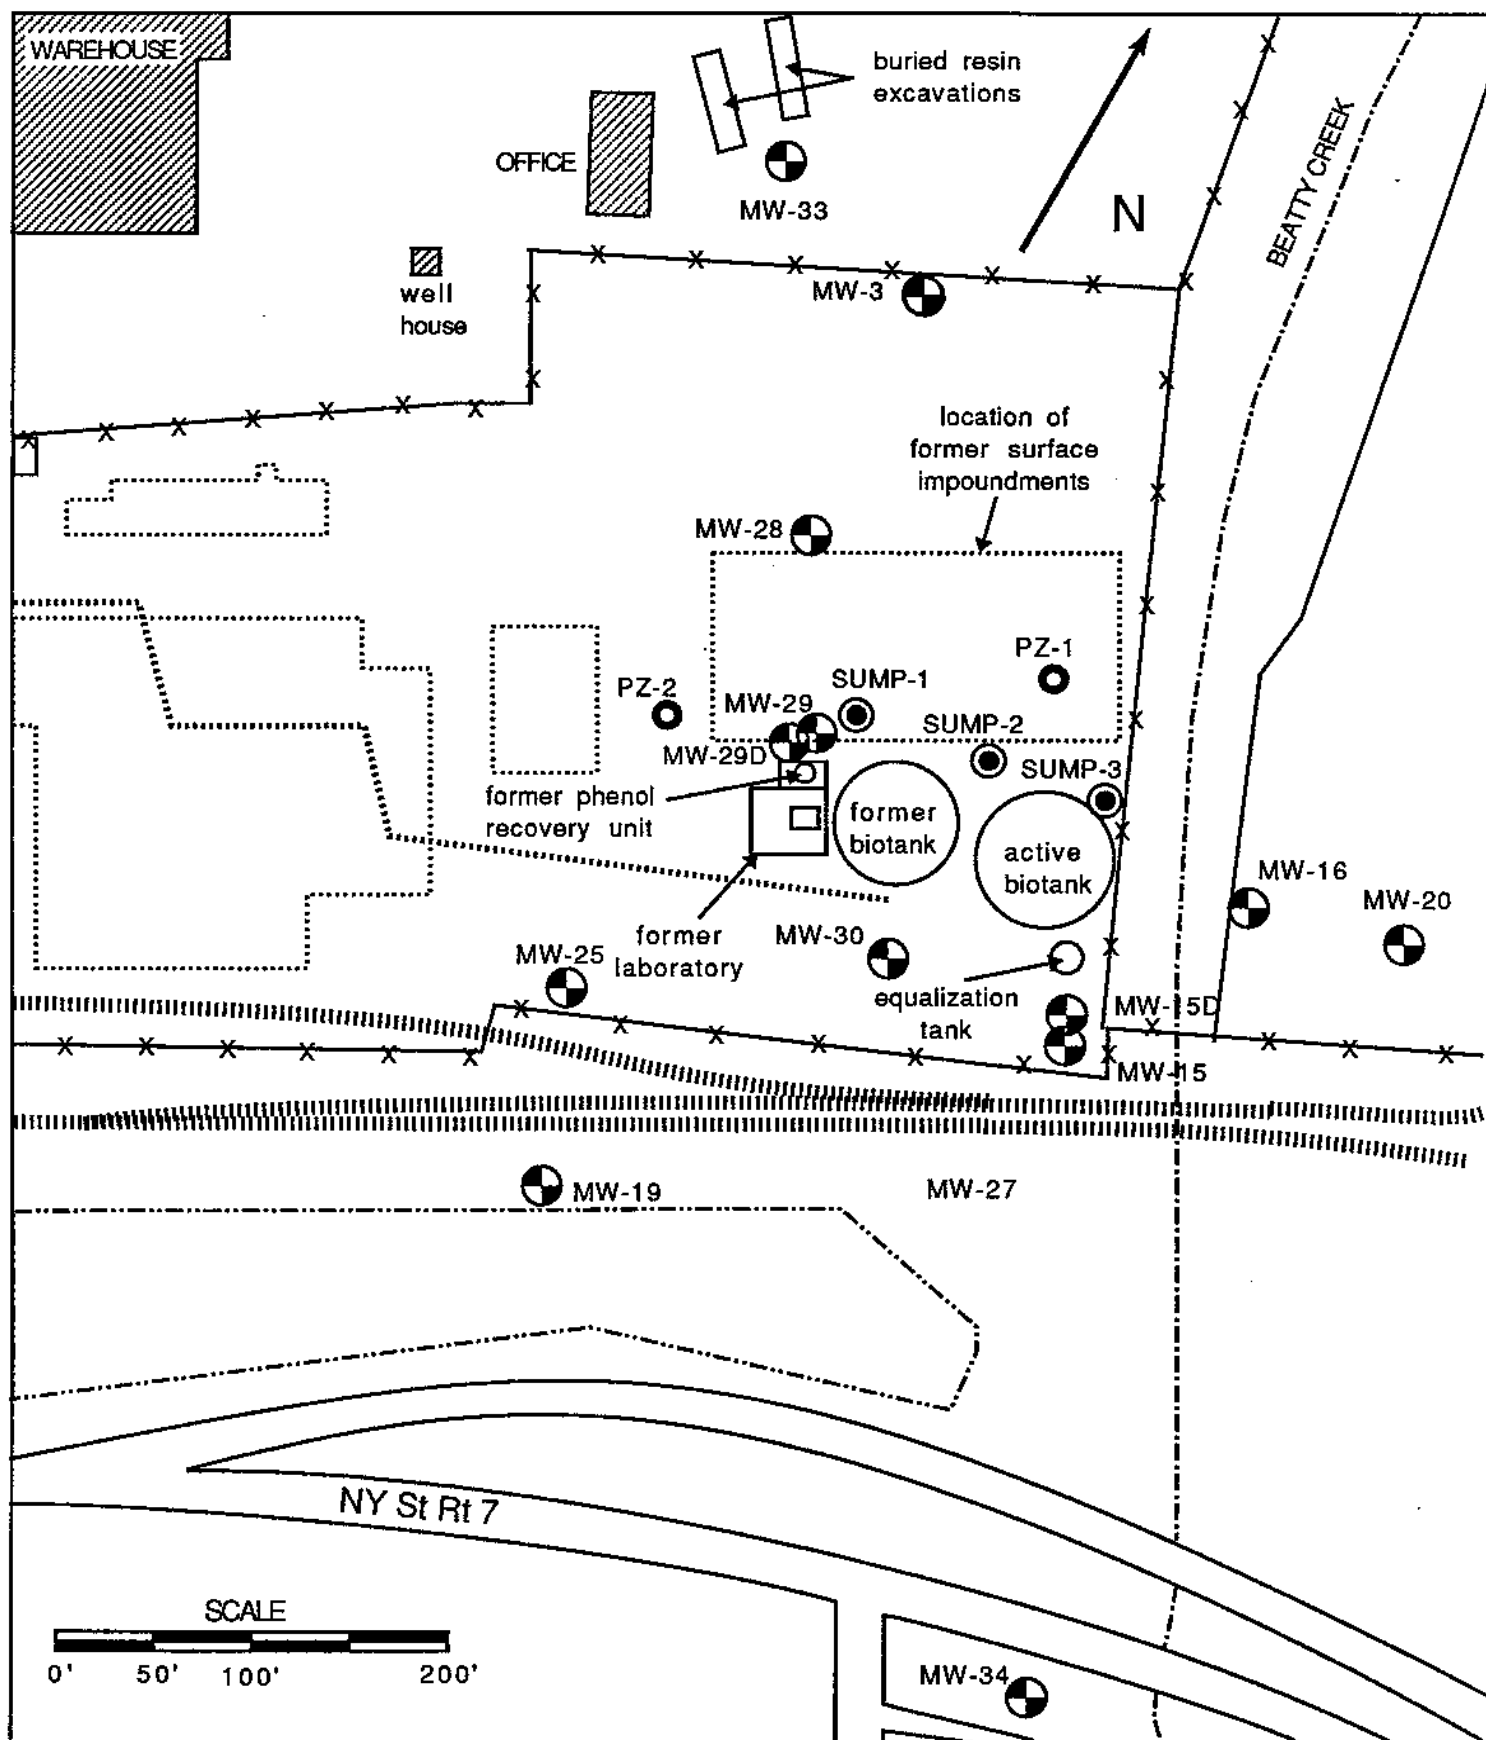 WAREHOUSE
buried resin
excavations
OFFICE
MW-33
N
BEATTY CREEK
well
house
MW-3
location of
former surface
impoundments
MW-28
PZ-1
PZ-2
SUMP-1
MW-29
SUMP-2
MW-29D
SUMP-3
former phenol
recovery unit
former
biotank
active
biotank
MW-16
MW-20
former
laboratory
MW-30
MW-25
equalization
tank
MW-15D
MW-15
MW-19
MW-27
NY St Rt 7
SCALE
0' 50' 100' 200'
MW-34